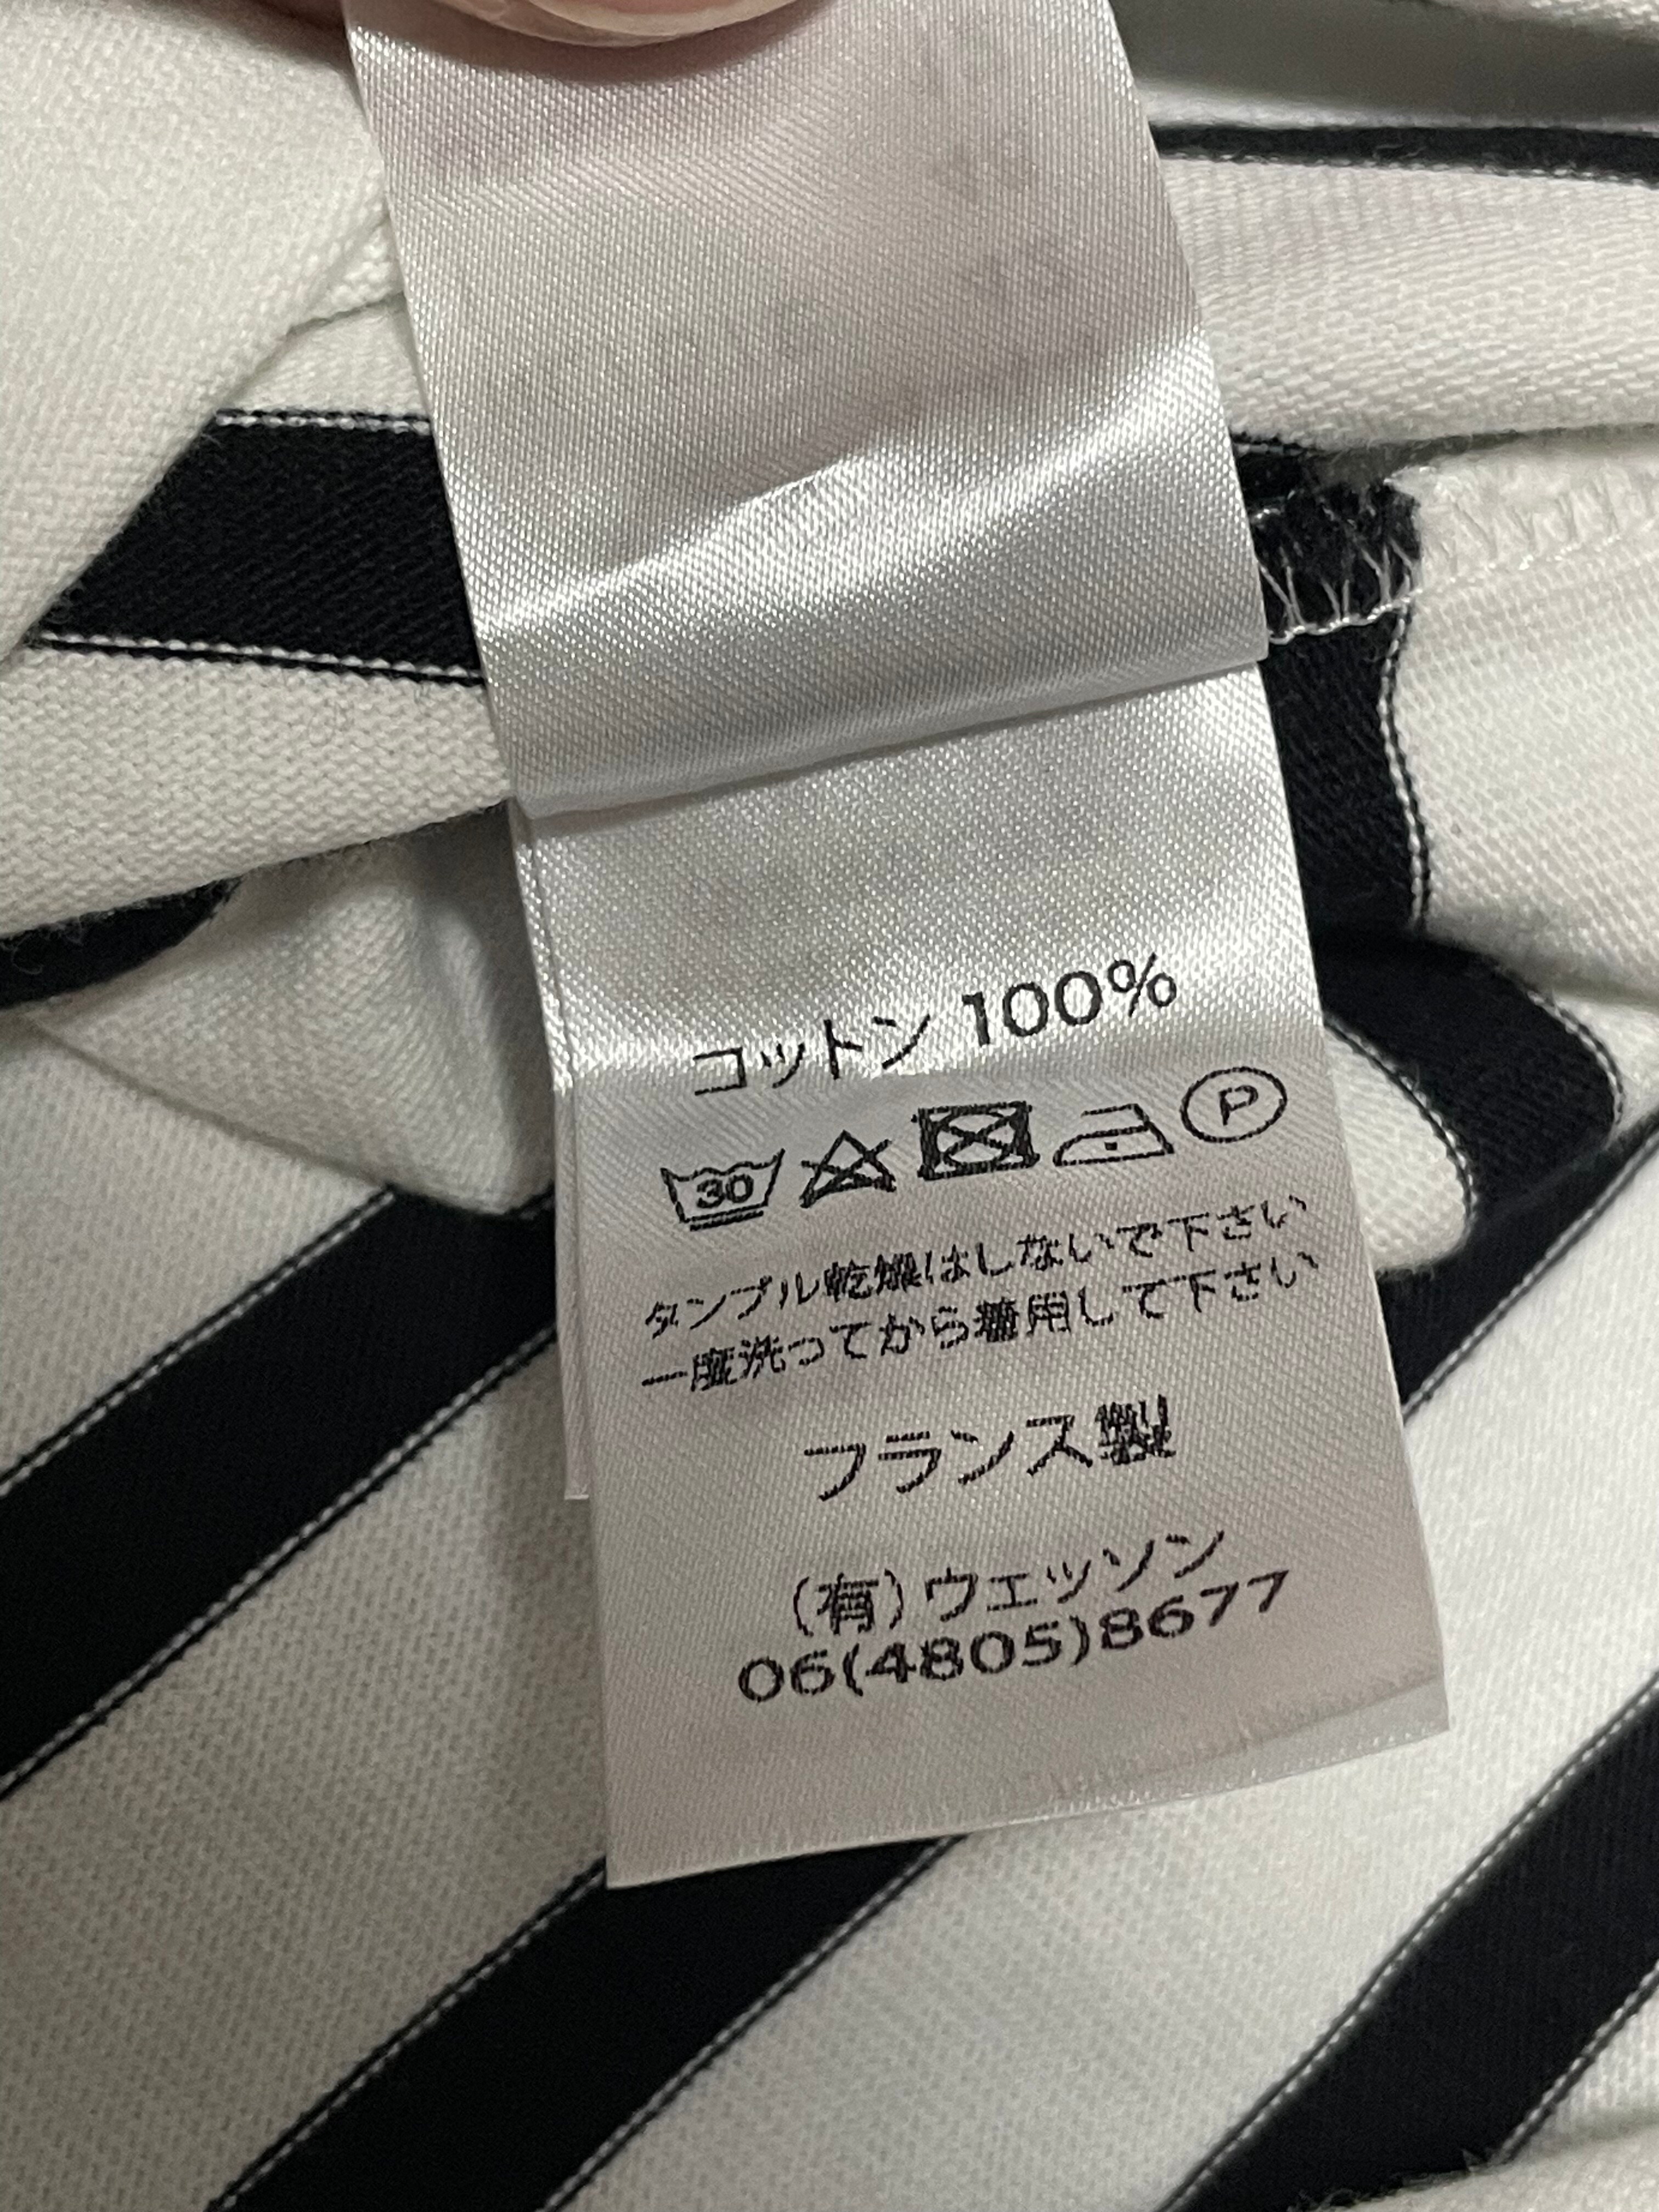 コットン 100%
30 P
タンブル乾燥はしないで下さい
一度洗ってから着用して下さい
フランス製
(有)ウェッソン
06(4805)8677